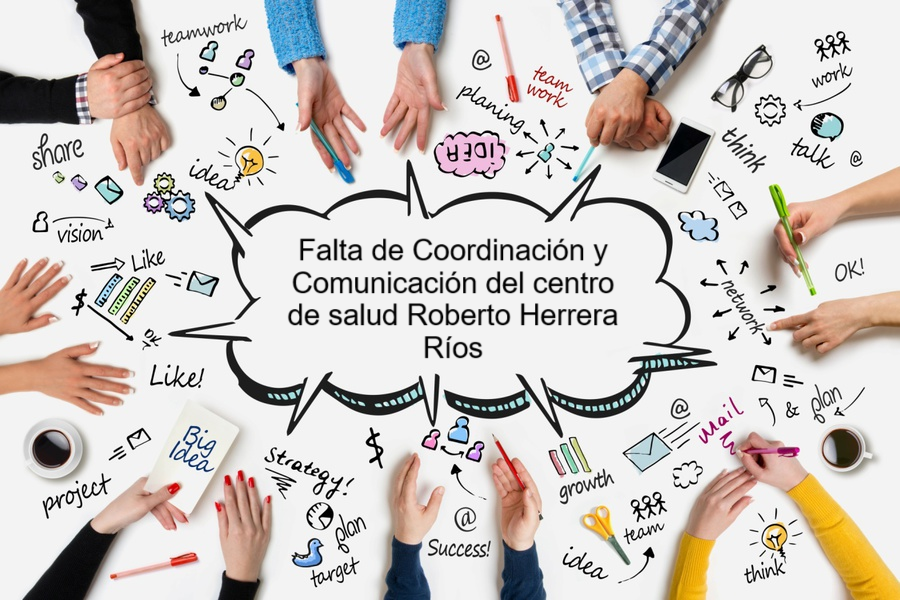 teamwork
share
idea
vision
Like
$
OK
Like!
@
planing
team
work
IDEA
work
think
talk @
OK!
network
Falta de Coordinación y
Comunicación del centro
de salud Roberto Herrera
Ríos
Big
Idea
project
strategy!
$
plan
target
@
Success!
growth
idea
team
@
mail
& plan
think